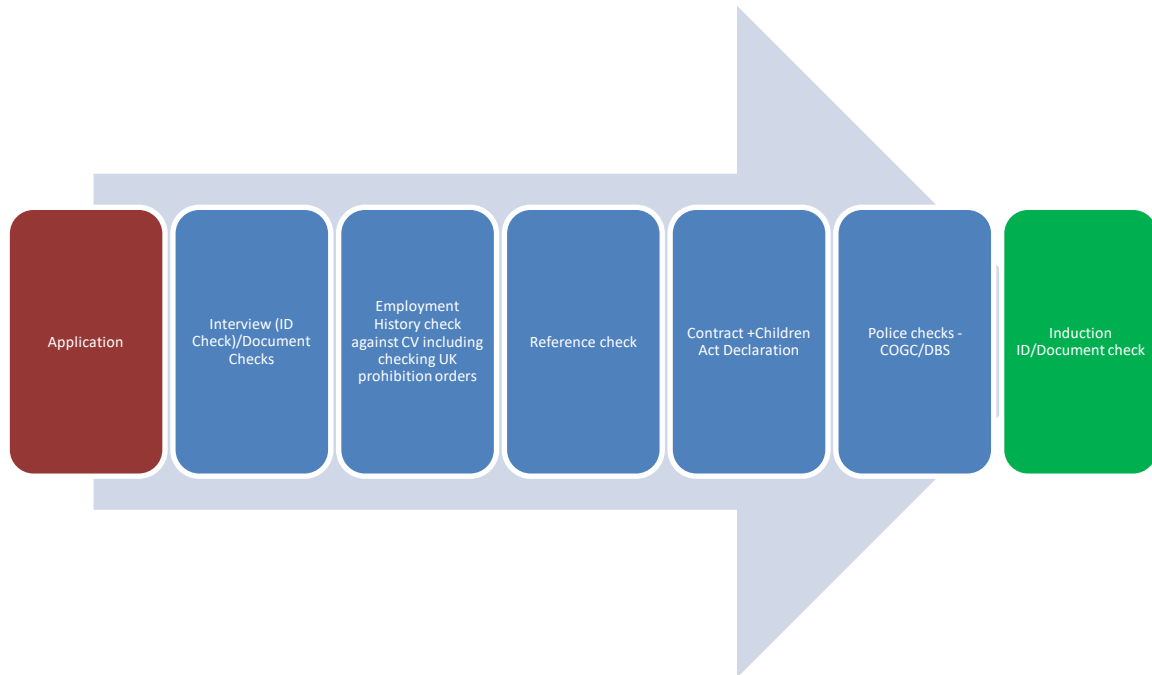 Application
Interview (ID
Check)/Document
Checks
Employment
History check
against CV including
checking UK
prohibition orders
Reference check
Contract +Children
Act Declaration
Police checks -
COGC/DBS
Induction
ID/Document check